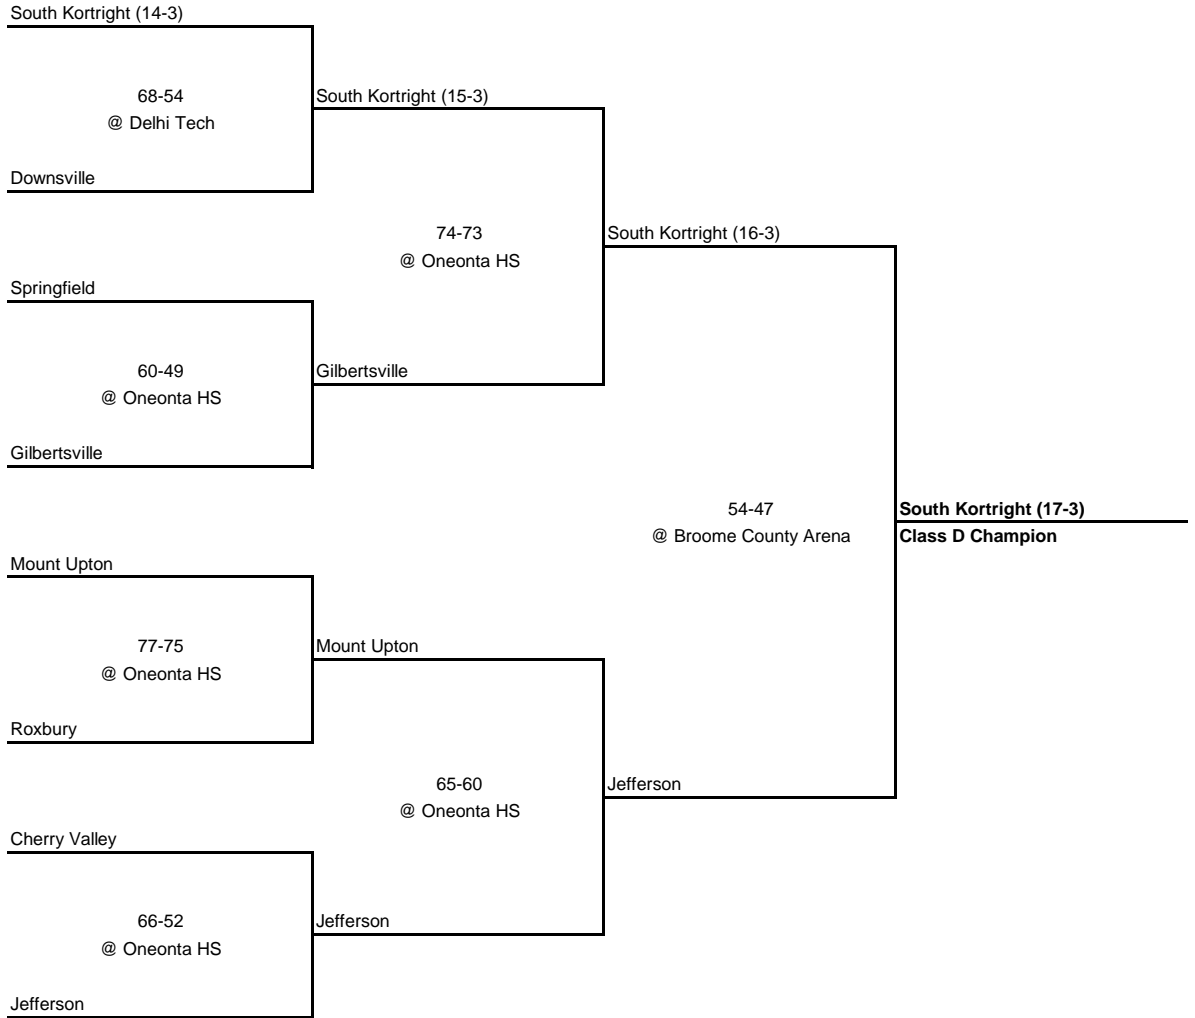 South Kortright (14-3)
68-54
South Kortright (15-3)
@ Delhi Tech
Downsville
74-73
South Kortright (16-3)
@ Oneonta HS
Springfield
60-49
Gilbertsville
@ Oneonta HS
Gilbertsville
54-47
South Kortright (17-3)
@ Broome County Arena
Class D Champion
Mount Upton
77-75
Mount Upton
@ Oneonta HS
Roxbury
65-60
Jefferson
@ Oneonta HS
Cherry Valley
66-52
Jefferson
@ Oneonta HS
Jefferson